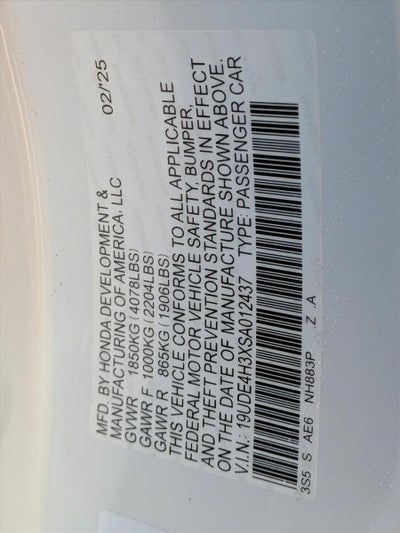 MFD. BY HONDA DEVELOPMENT &
MANUFACTURING OF AMERICA. LLC 02/'25
GVWR 1850KG(4078LBS)
GAWR F 1000KG(2204LBS)
GAWR R 865KG(1906LBS)
THIS VEHICLE CONFORMS TO ALL APPLICABLE
FEDERAL MOTOR VEHICLE SAFETY, BUMPER,
AND THEFT PREVENTION STANDARDS IN EFFECT
ON THE DATE OF MANUFACTURE SHOWN ABOVE.
V.I.N.: 19UDE4H3XSA012437 TYPE: PASSENGER CAR
3S5 S AE6 NH883P Z .A